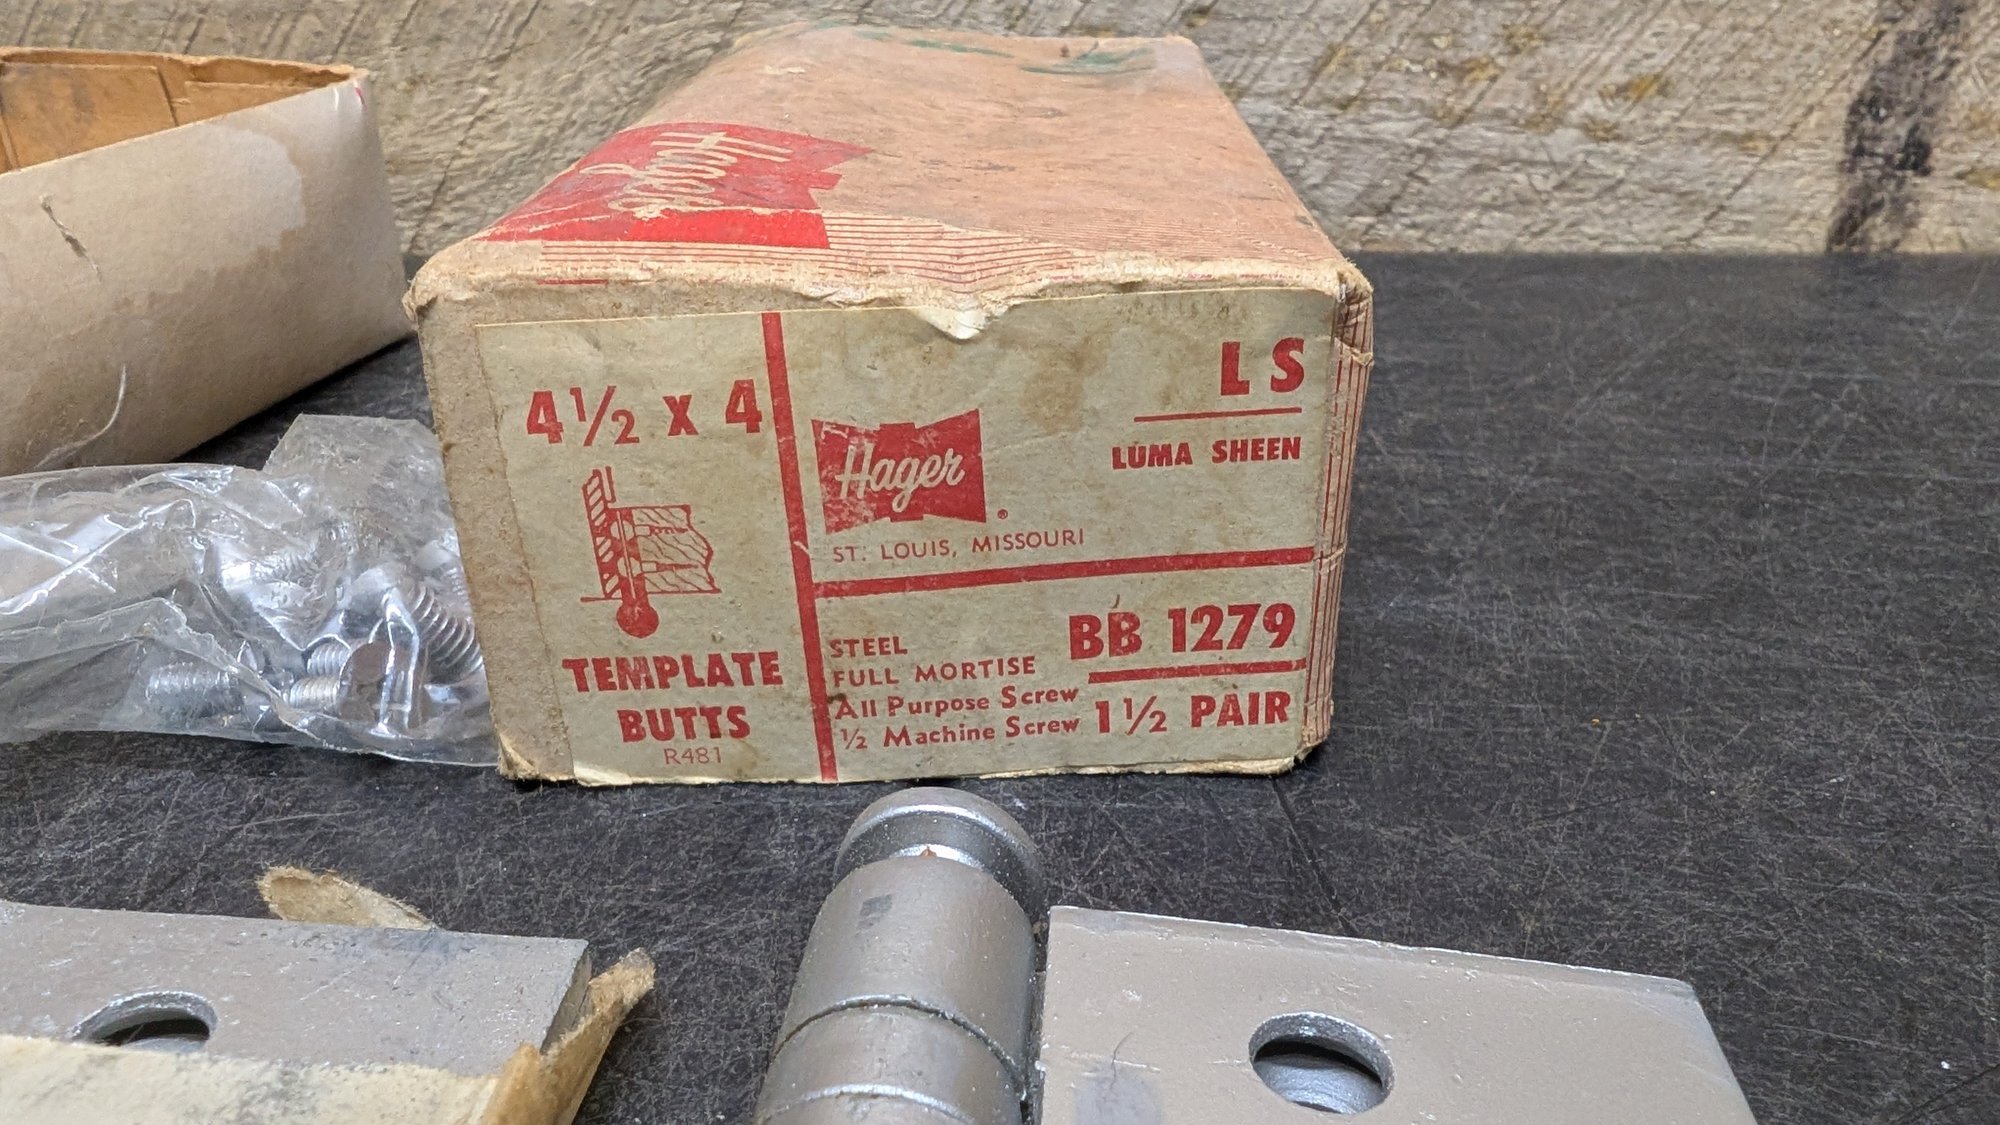 Hager
4½ x 4
TEMPLATE
BUTTS
R481
Hager®
ST. LOUIS, MISSOURI
LS
LUMA SHEEN
STEEL
FULL MORTISE
All Purpose Screw
½ Machine Screw
BB 1279
1½ PAIR